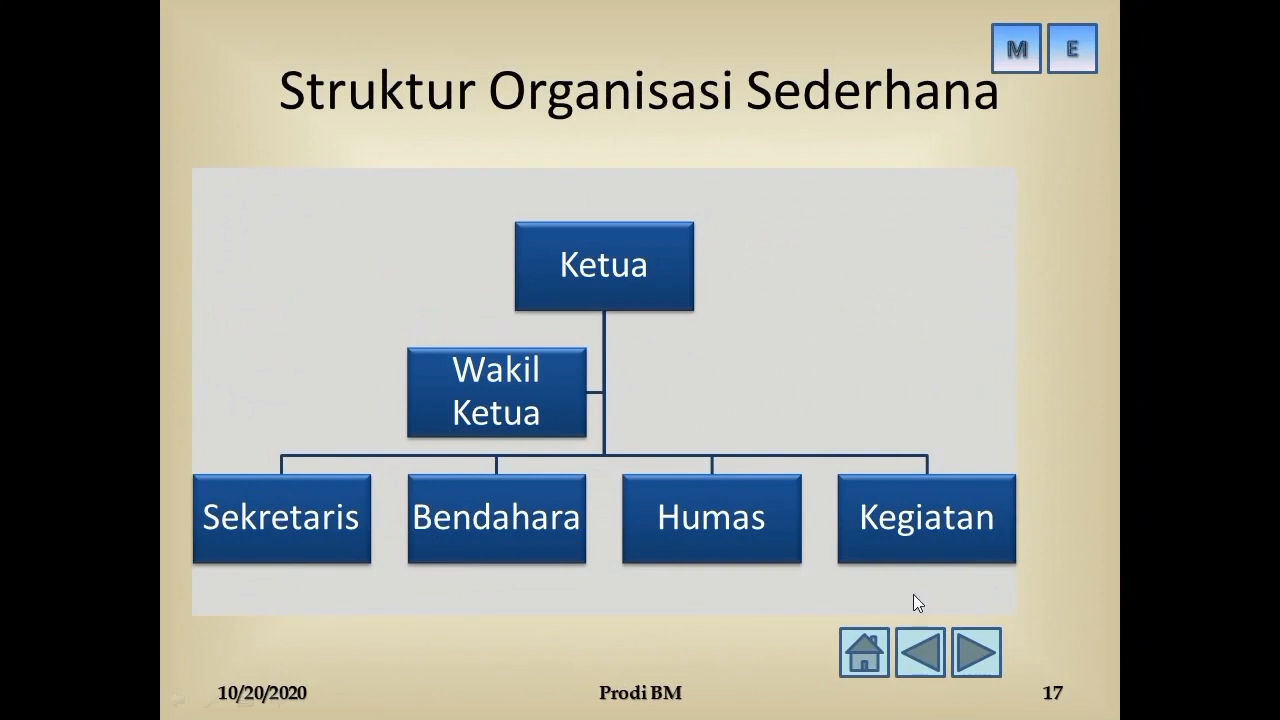 M E
Struktur Organisasi Sederhana
Ketua
Wakil
Ketua
Sekretaris Bendahara Humas Kegiatan
10/20/2020 Prodi BM 17